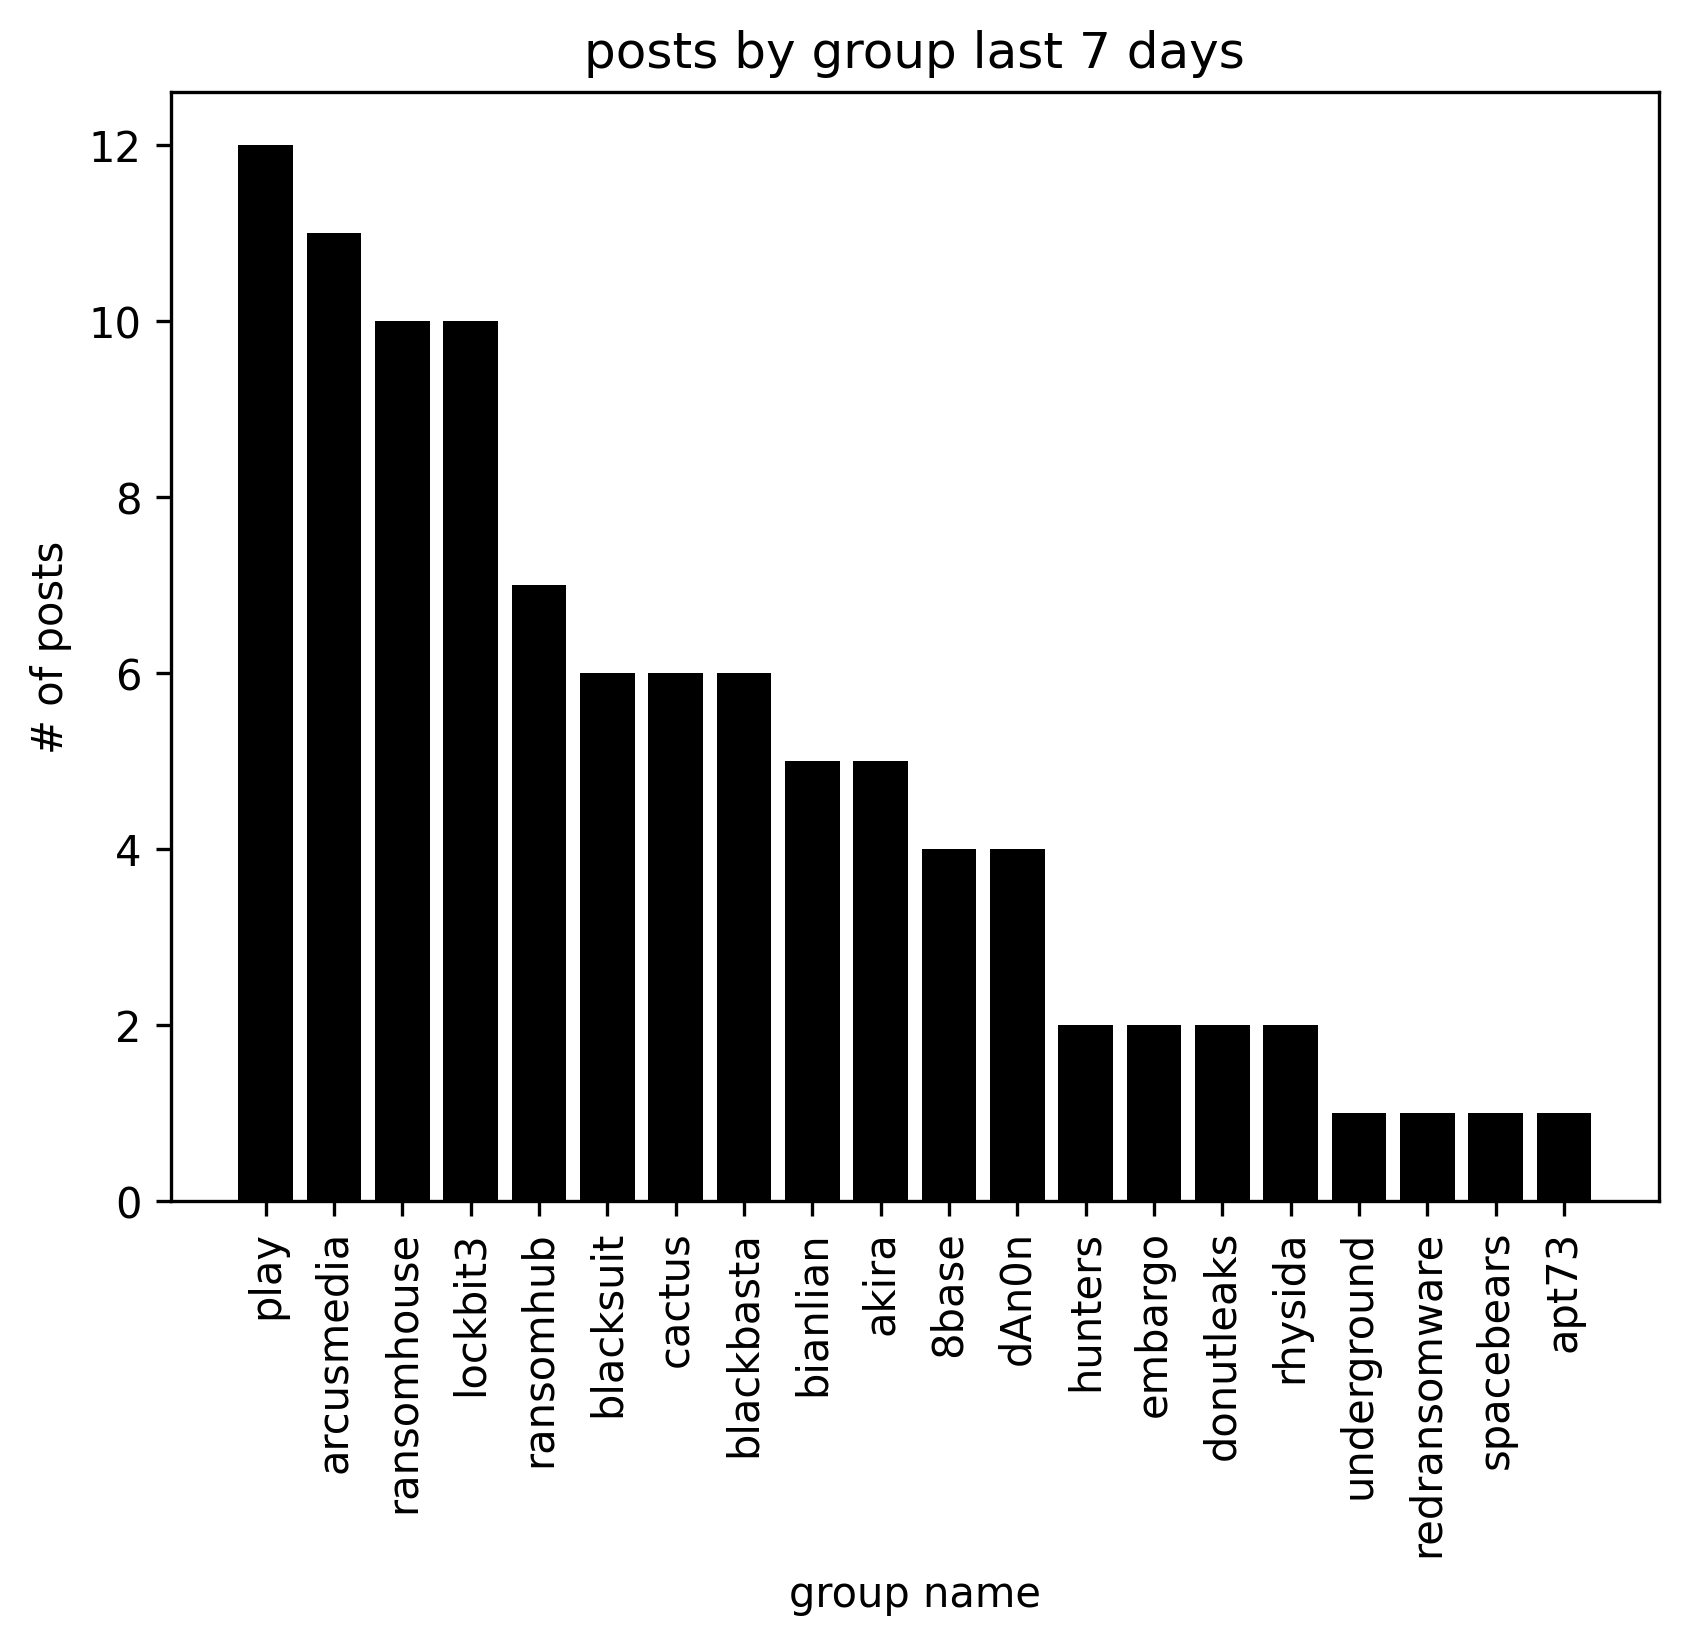 posts by group last 7 days
12
10
8
6
4
2
0
# of posts
play
arcusmedia
ransomhouse
lockbit3
ransomhub
blacksuit
cactus
blackbasta
bianlian
akira
8base
dAn0n
hunters
embargo
donutleaks
rhysida
underground
redransomware
spacebears
apt73
group name